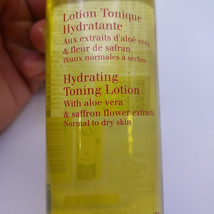 Lotion Tonique
Hydratante
Aux extraits d'aloé vera
& fleur de safran
Peaux normales à sèches
Hydrating
Toning Lotion
With aloe vera
& saffron flower extracts
Normal to dry skin